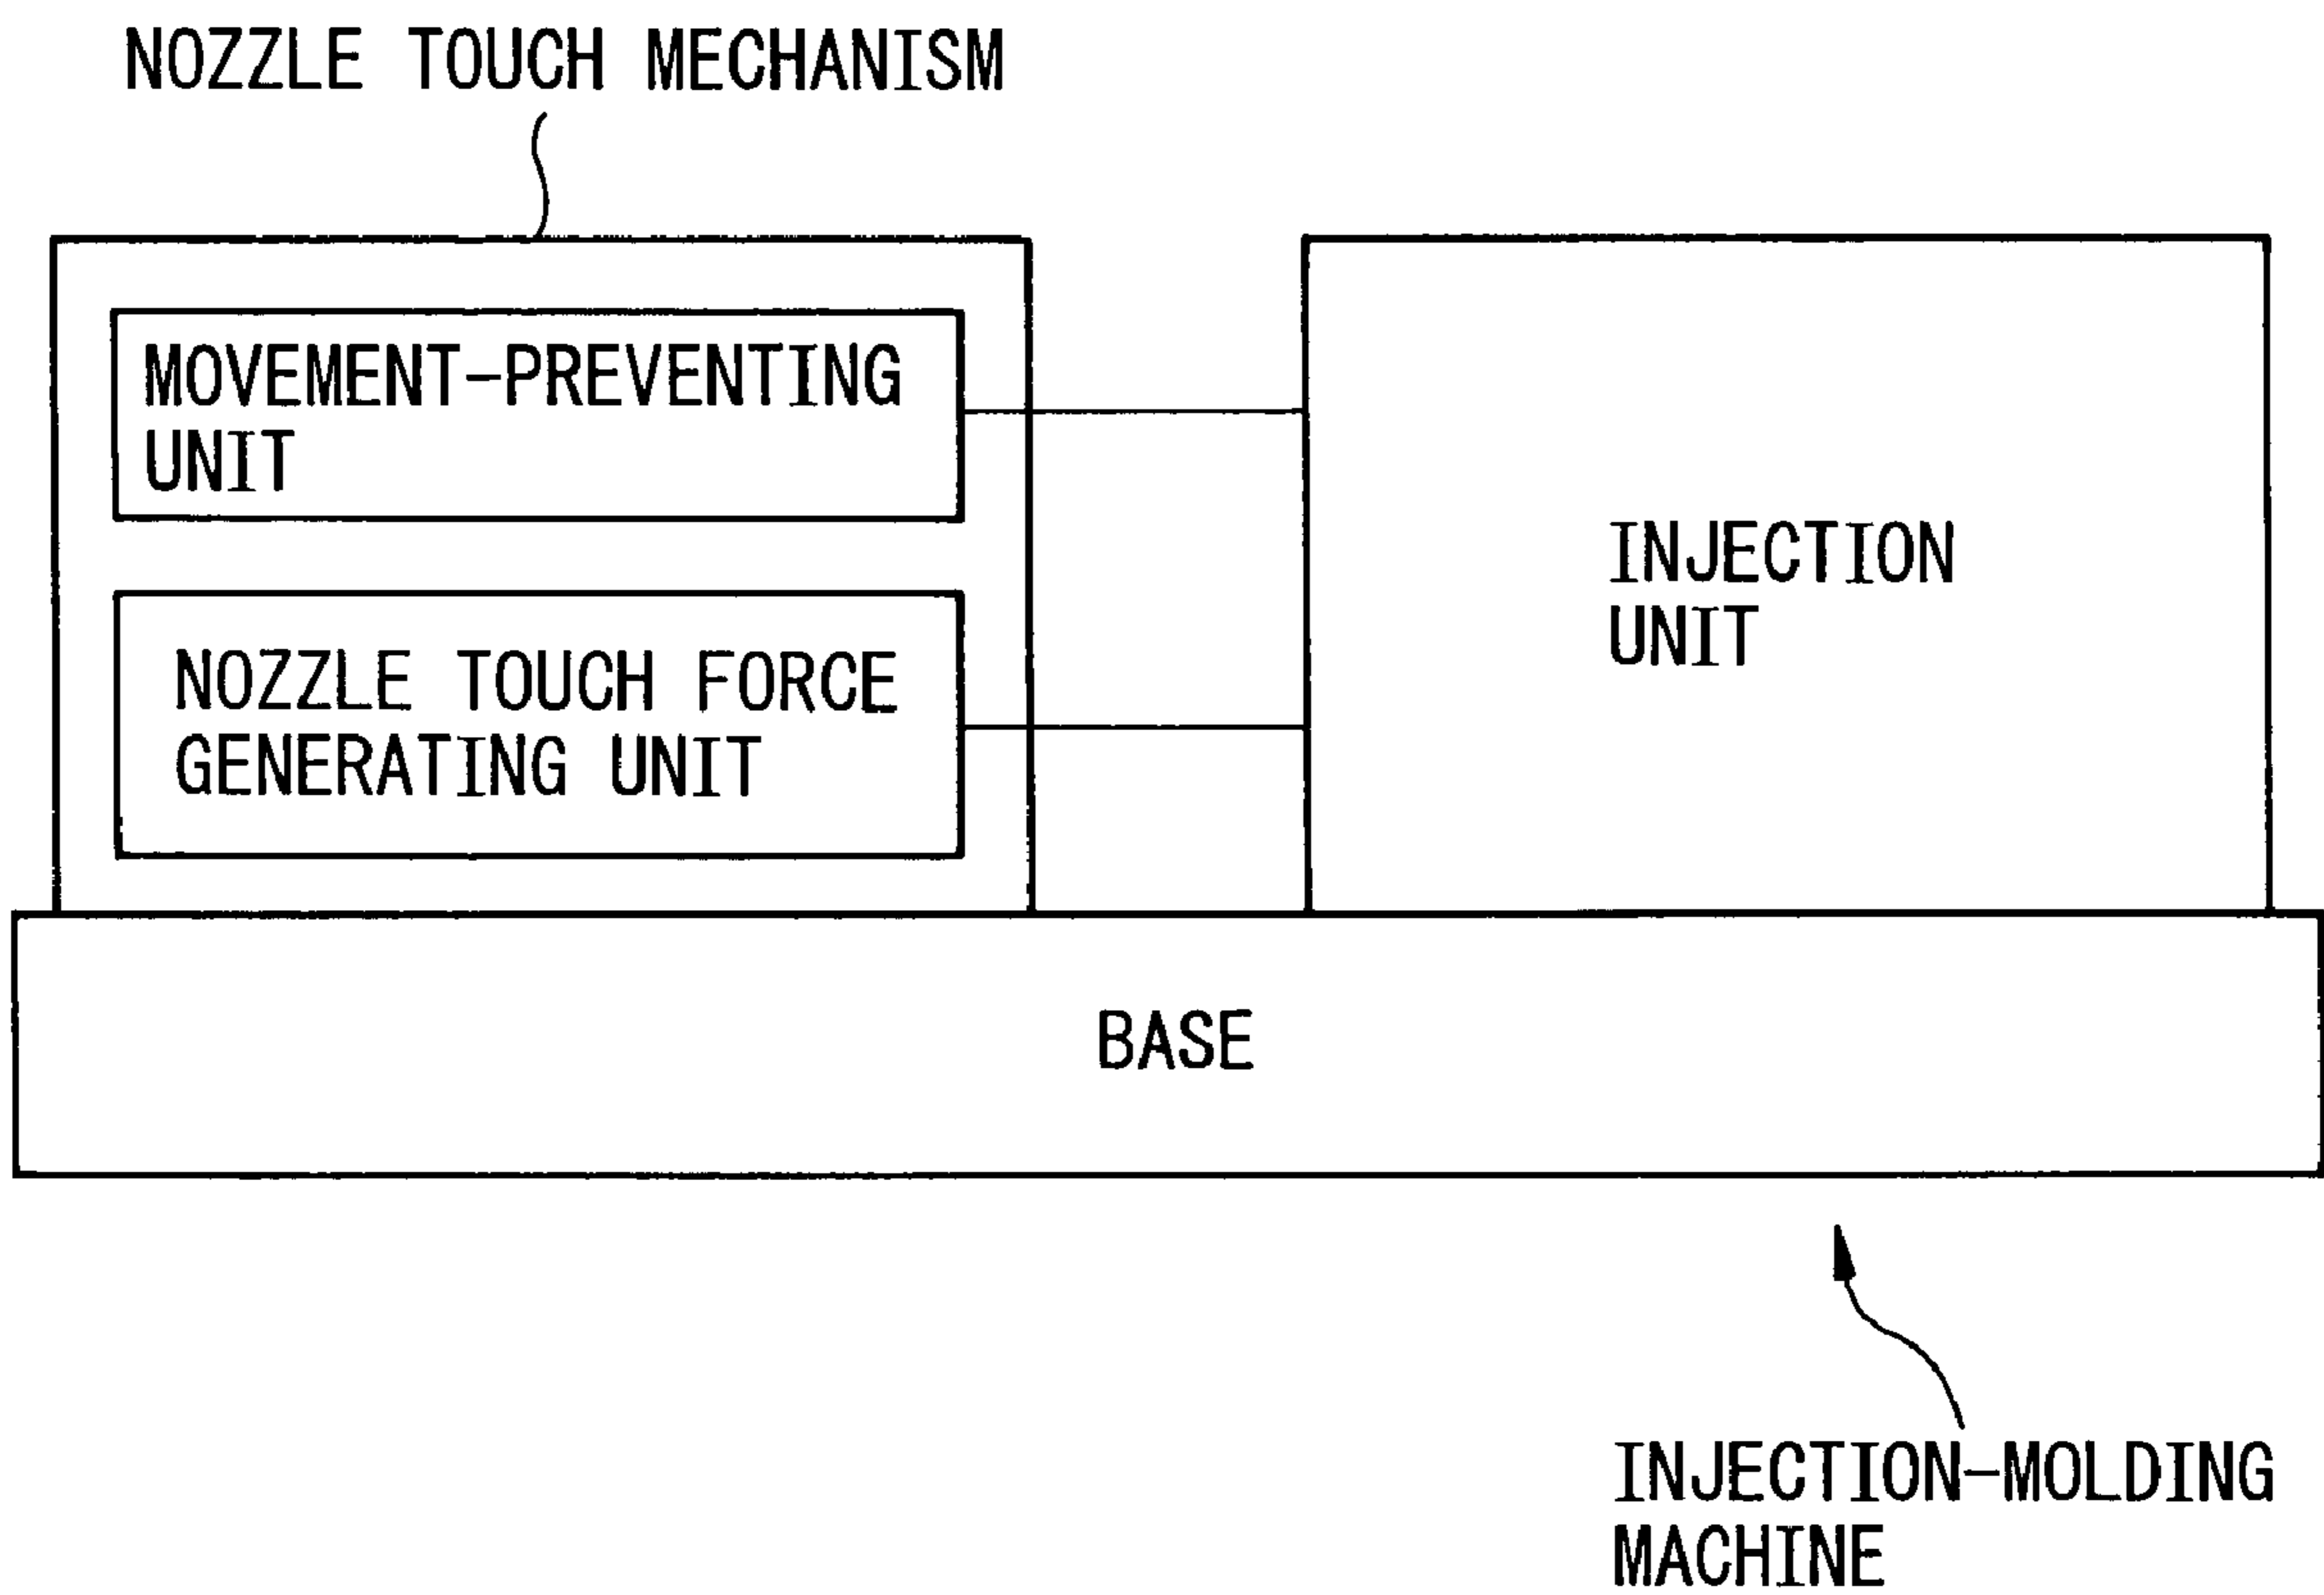 NOZZLE TOUCH MECHANISM
MOVEMENT-PREVENTING
UNIT
NOZZLE TOUCH FORCE
GENERATING UNIT
INJECTION
UNIT
BASE
INJECTION-MOLDING
MACHINE